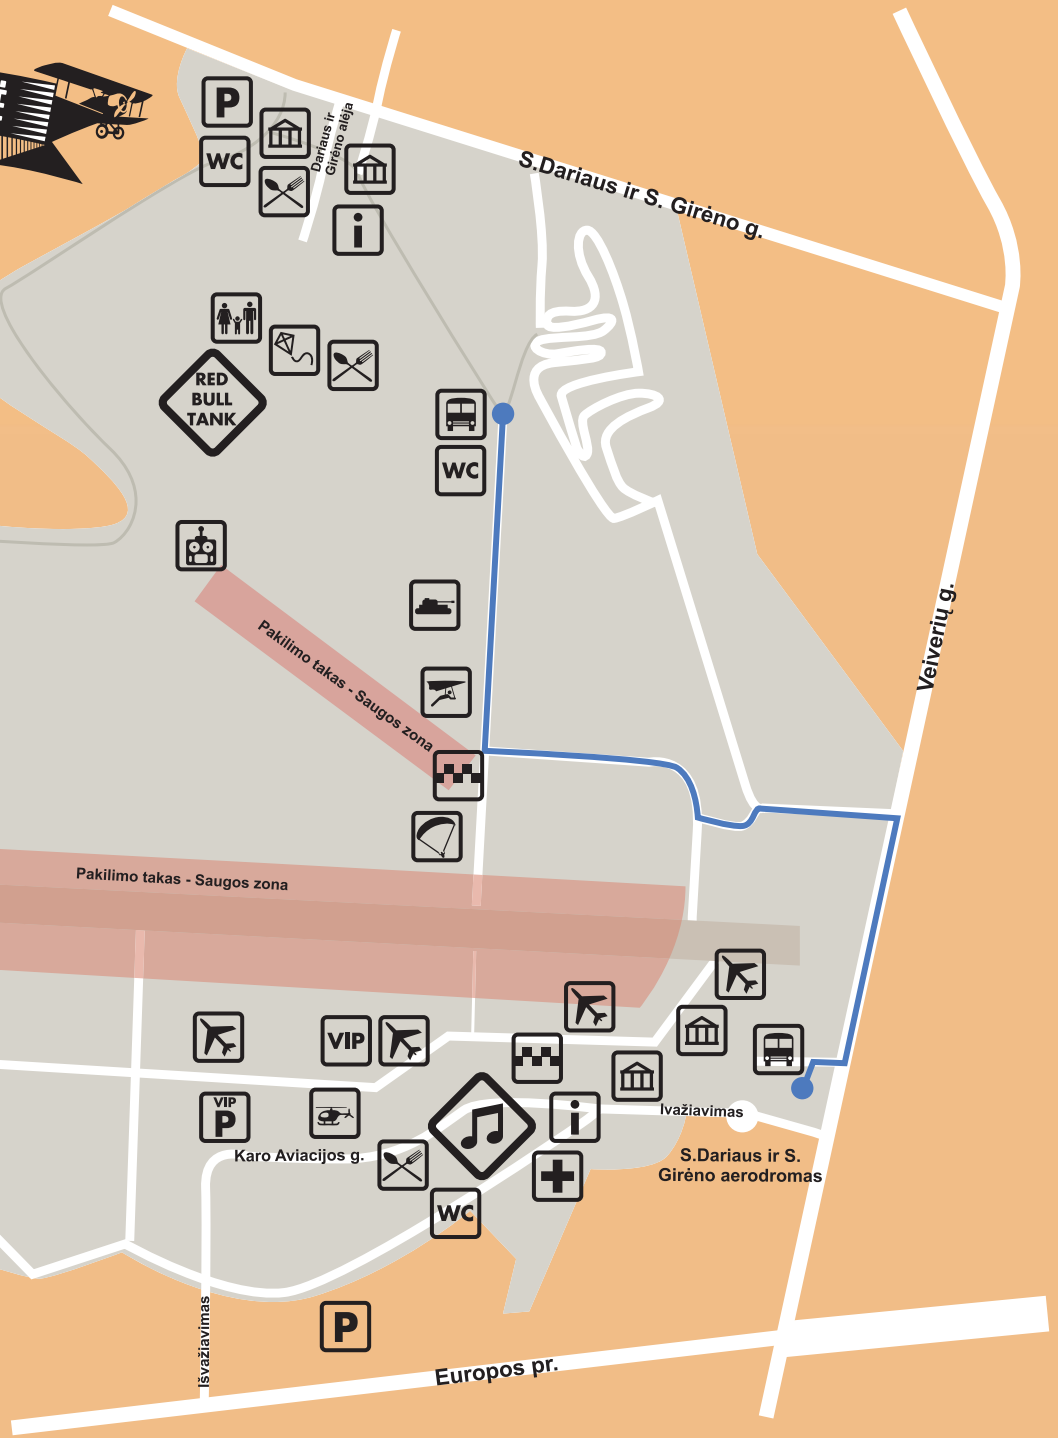 P
WC
Dariaus ir
Girėno alėja
i
S.Dariaus ir S. Girėno g.
RED
BULL
TANK
WC
Veiverių g.
Pakilimo takas - Saugos zona
Pakilimo takas - Saugos zona
VIP
VIP
P
i
Įvažiavimas
Karo Aviacijos g.
S.Dariaus ir S.
Girėno aerodromas
WC
Išvažiavimas
P
Europos pr.